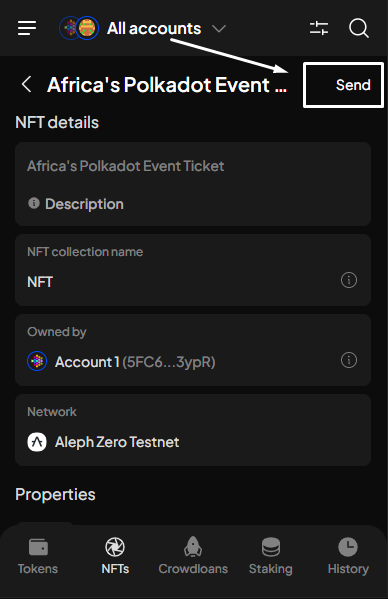 All accounts
Africa's Polkadot Event ...
Send
NFT details
Africa's Polkadot Event Ticket
Description
NFT collection name
NFT
Owned by
Account 1 (5FC6...3ypR)
Network
Aleph Zero Testnet
Properties
Tokens
NFTs
Crowdloans
Staking
History